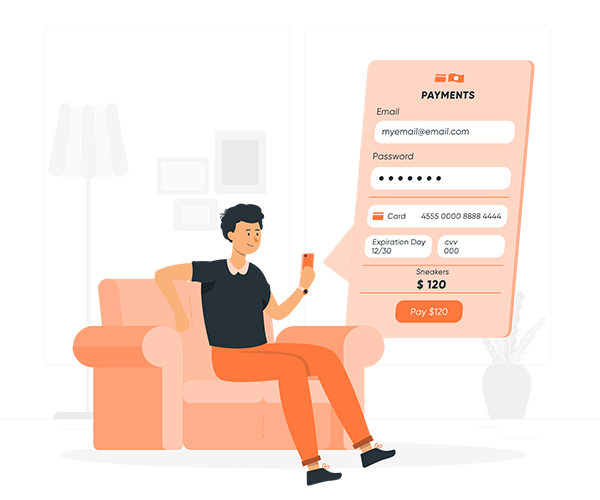 PAYMENTS
Email
myemail@email.com
Password
Card 4555 0000 8888 4444
Expiration Day cvv
12/30 000
Sneakers
$ 120
Pay $120